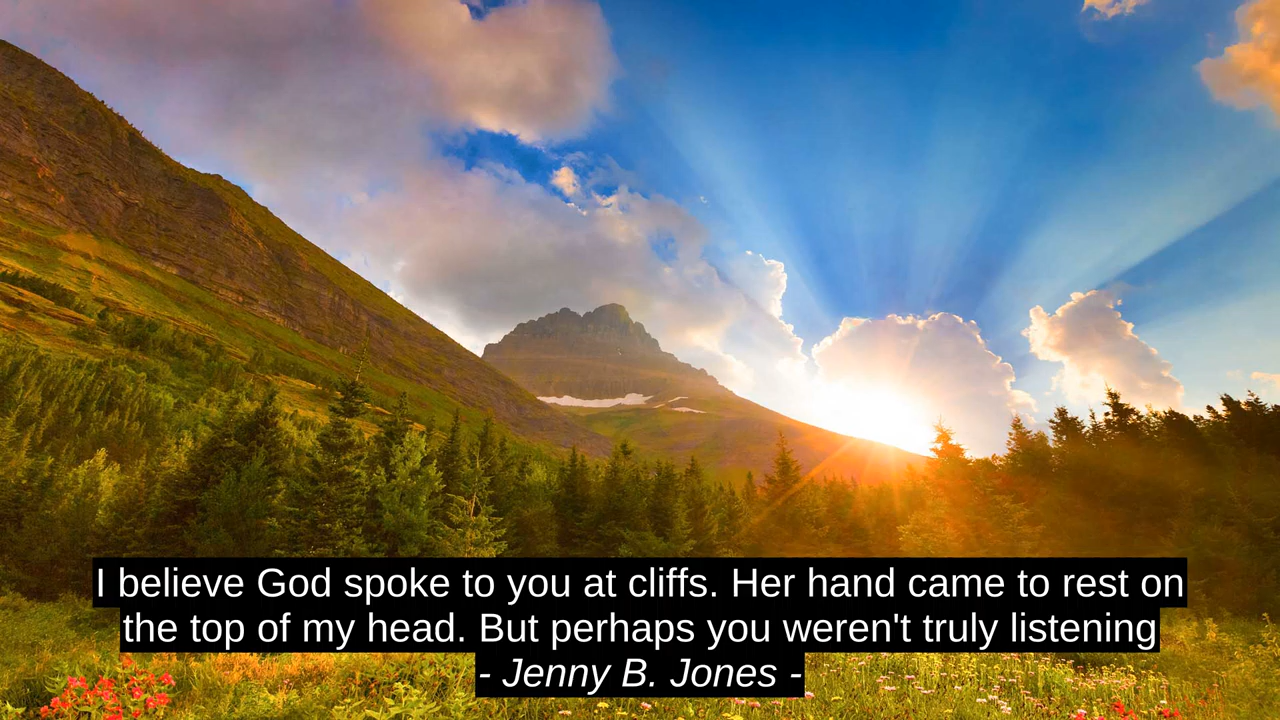 I believe God spoke to you at cliffs. Her hand came to rest on
the top of my head. But perhaps you weren't truly listening
- Jenny B. Jones -